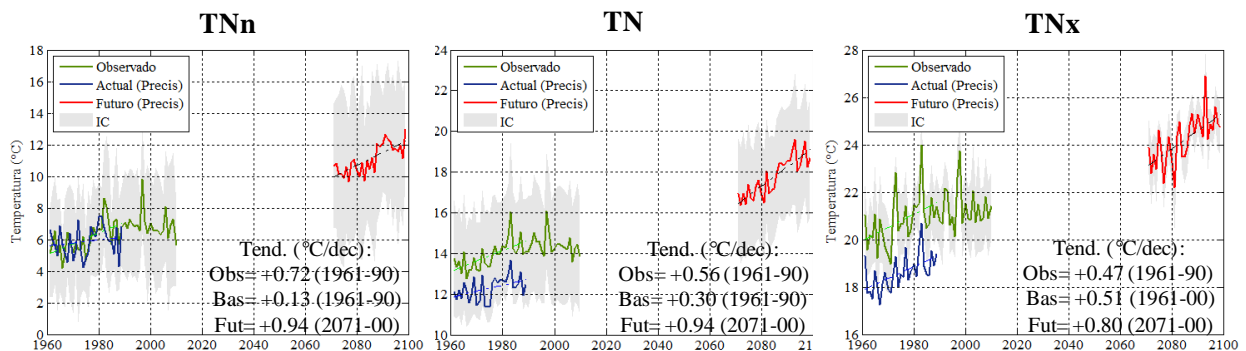 TNn
Temperatura (°C)
18
16
14
12
10
8
6
4
2
0
Observado
Actual (Precis)
Futuro (Precis)
IC
Tend. (°C/dec):
Obs= +0.72 (1961-90)
Bas= +0.13 (1961-90)
Fut= +0.94 (2071-00)
1960 1980 2000 2020 2040 2060 2080 2100
TN
24
22
20
18
16
14
12
10
Observado
Actual (Precis)
Futuro (Precis)
IC
Tend. (°C/dec):
Obs= +0.56 (1961-90)
Bas= +0.30 (1961-90)
Fut= +0.94 (2071-00)
1960 1980 2000 2020 2040 2060 2080 2100
TNx
Temperatura (°C)
28
26
24
22
20
18
16
Observado
Actual (Precis)
Futuro (Precis)
IC
Tend. (°C/dec):
Obs= +0.47 (1961-90)
Bas= +0.51 (1961-00)
Fut= +0.80 (2071-00)
1960 1980 2000 2020 2040 2060 2080 2100